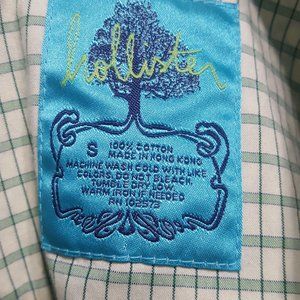 hollister
S 100% COTTON
MADE IN HONG KONG
MACHINE WASH COLD WITH LIKE
COLORS. DO NOT BLEACH.
TUMBLE DRY LOW.
WARM IRON IF NEEDED
RN 102573